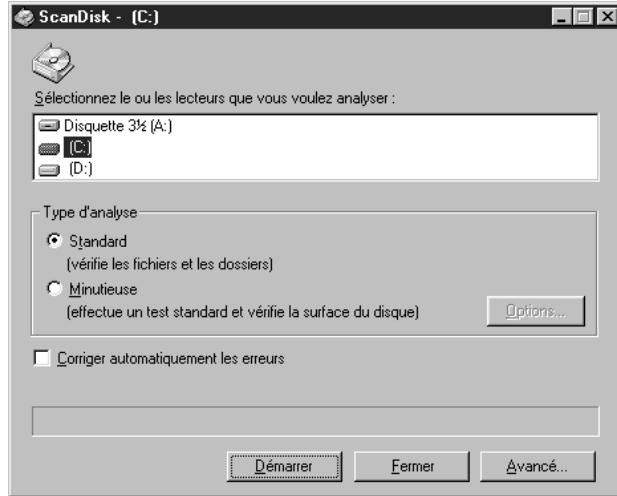 ScanDisk - (C:)
Sélectionnez le ou les lecteurs que vous voulez analyser :
Disquette 3½ (A:)
(C:)
(D:)
Type d'analyse
Standard
(vérifie les fichiers et les dossiers)
Minutieuse
(effectue un test standard et vérifie la surface du disque)
Options...
Corriger automatiquement les erreurs
Démarrer
Fermer
Avancé...